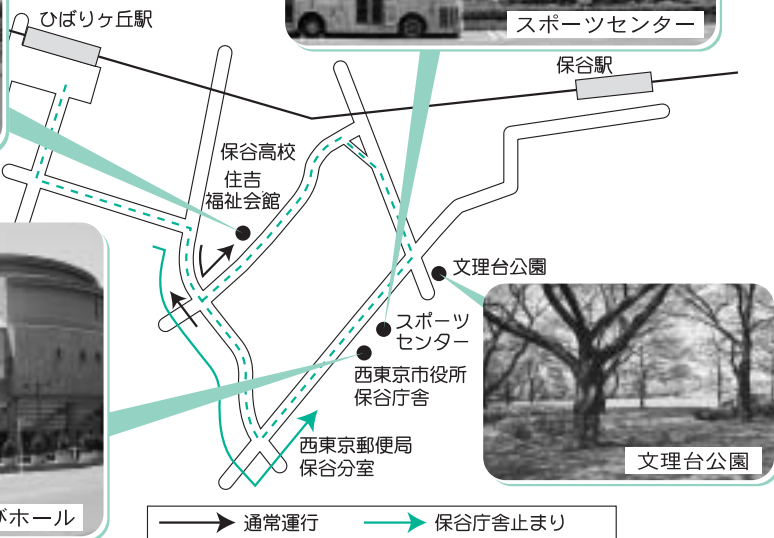 ひばりヶ丘駅
スポーツセンター
保谷駅
保谷高校
住吉
福祉会館
文理台公園
スポーツ
センター
西東京市役所
保谷庁舎
西東京郵便局
保谷分室
文理台公園
びホール
通常運行
保谷庁舎止まり